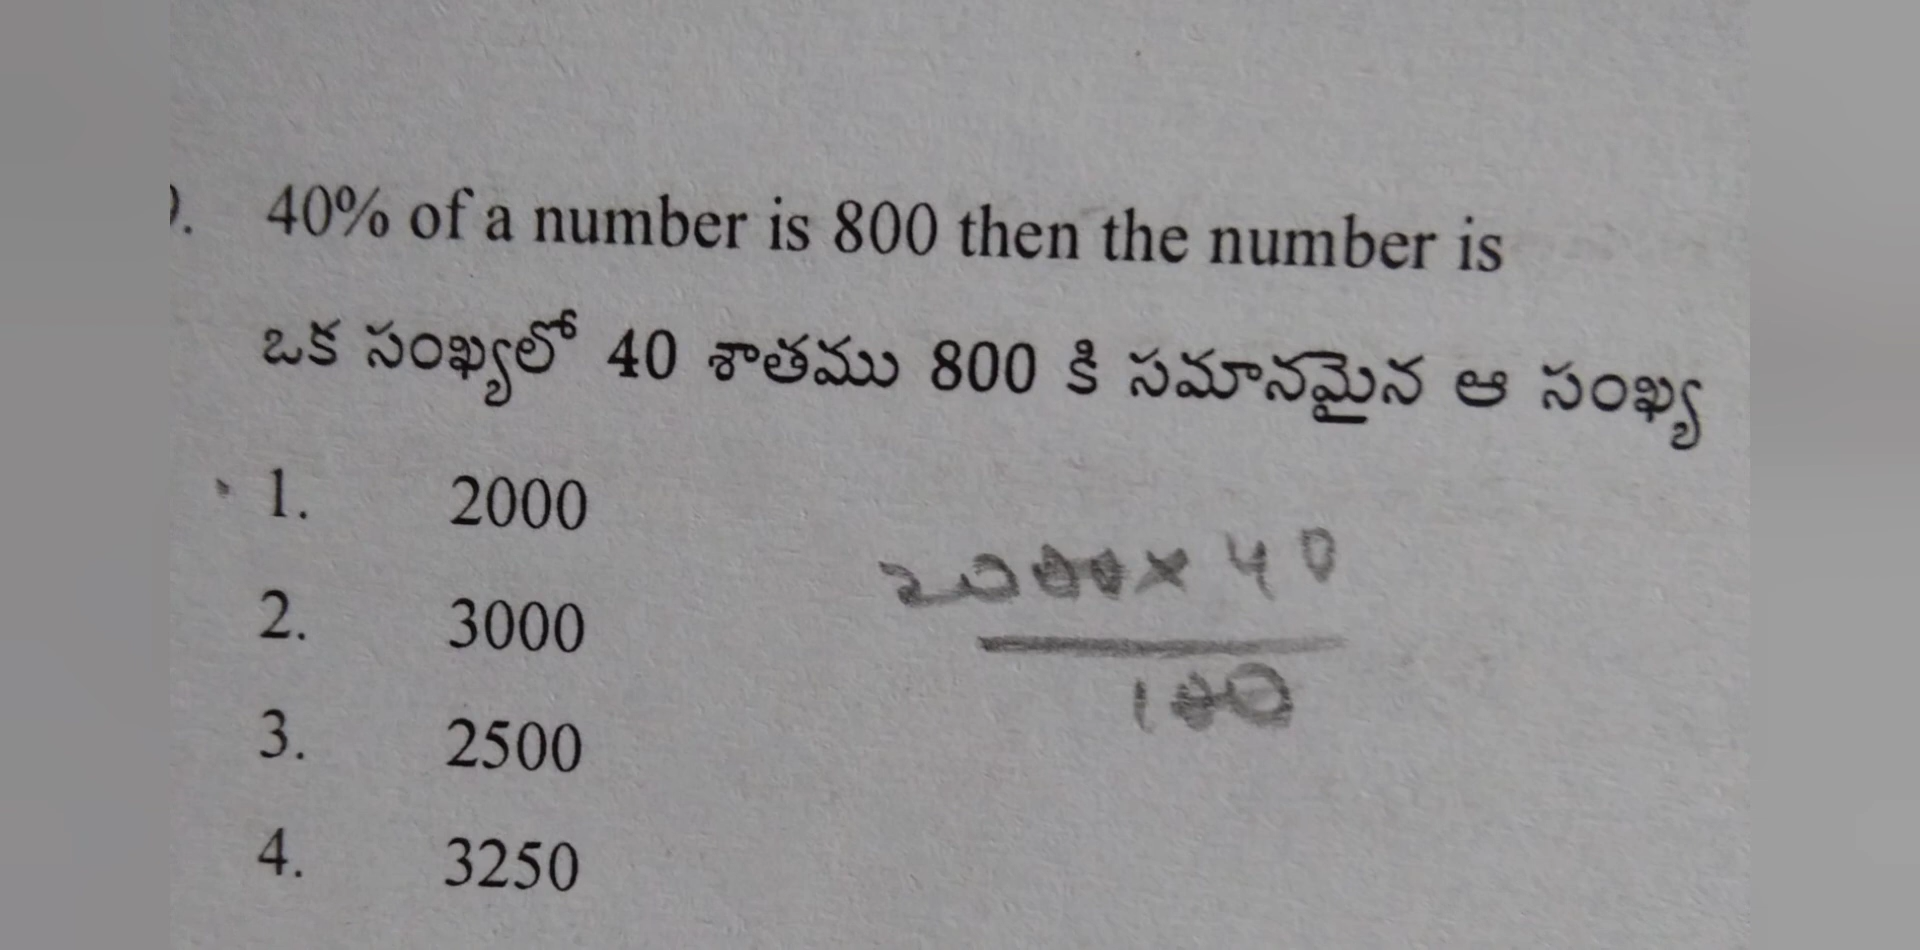 . 40% of a number is 800 then the number is
ఒక సంఖ్యలో 40 శాతము 800 కి సమానమైన ఆ సంఖ్య
1. 2000
2. 3000
3. 2500
4. 3250
2000 × 40
100